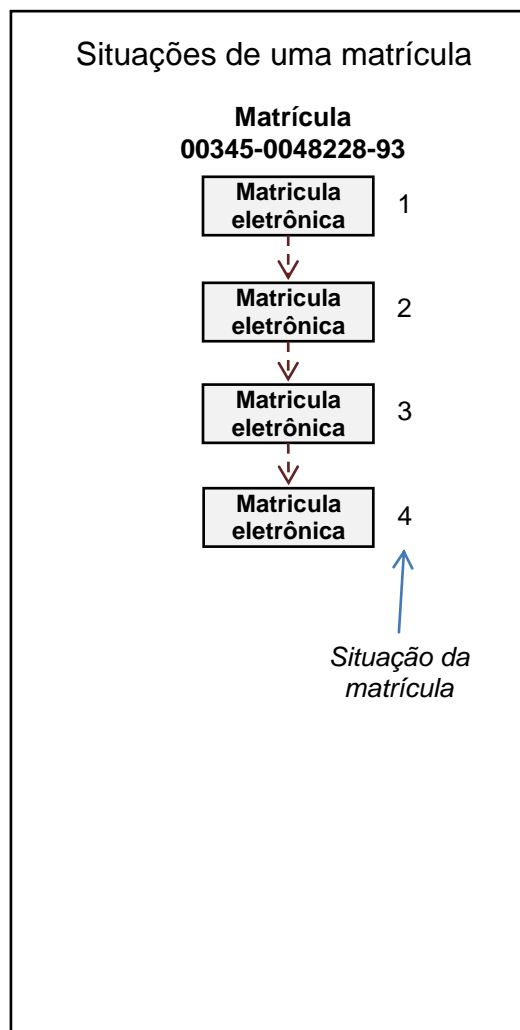 Situações de uma matrícula
Matrícula
00345-0048228-93
Matricula
eletrônica
1
Matricula
eletrônica
2
Matricula
eletrônica
3
Matricula
eletrônica
4
Situação da
matrícula